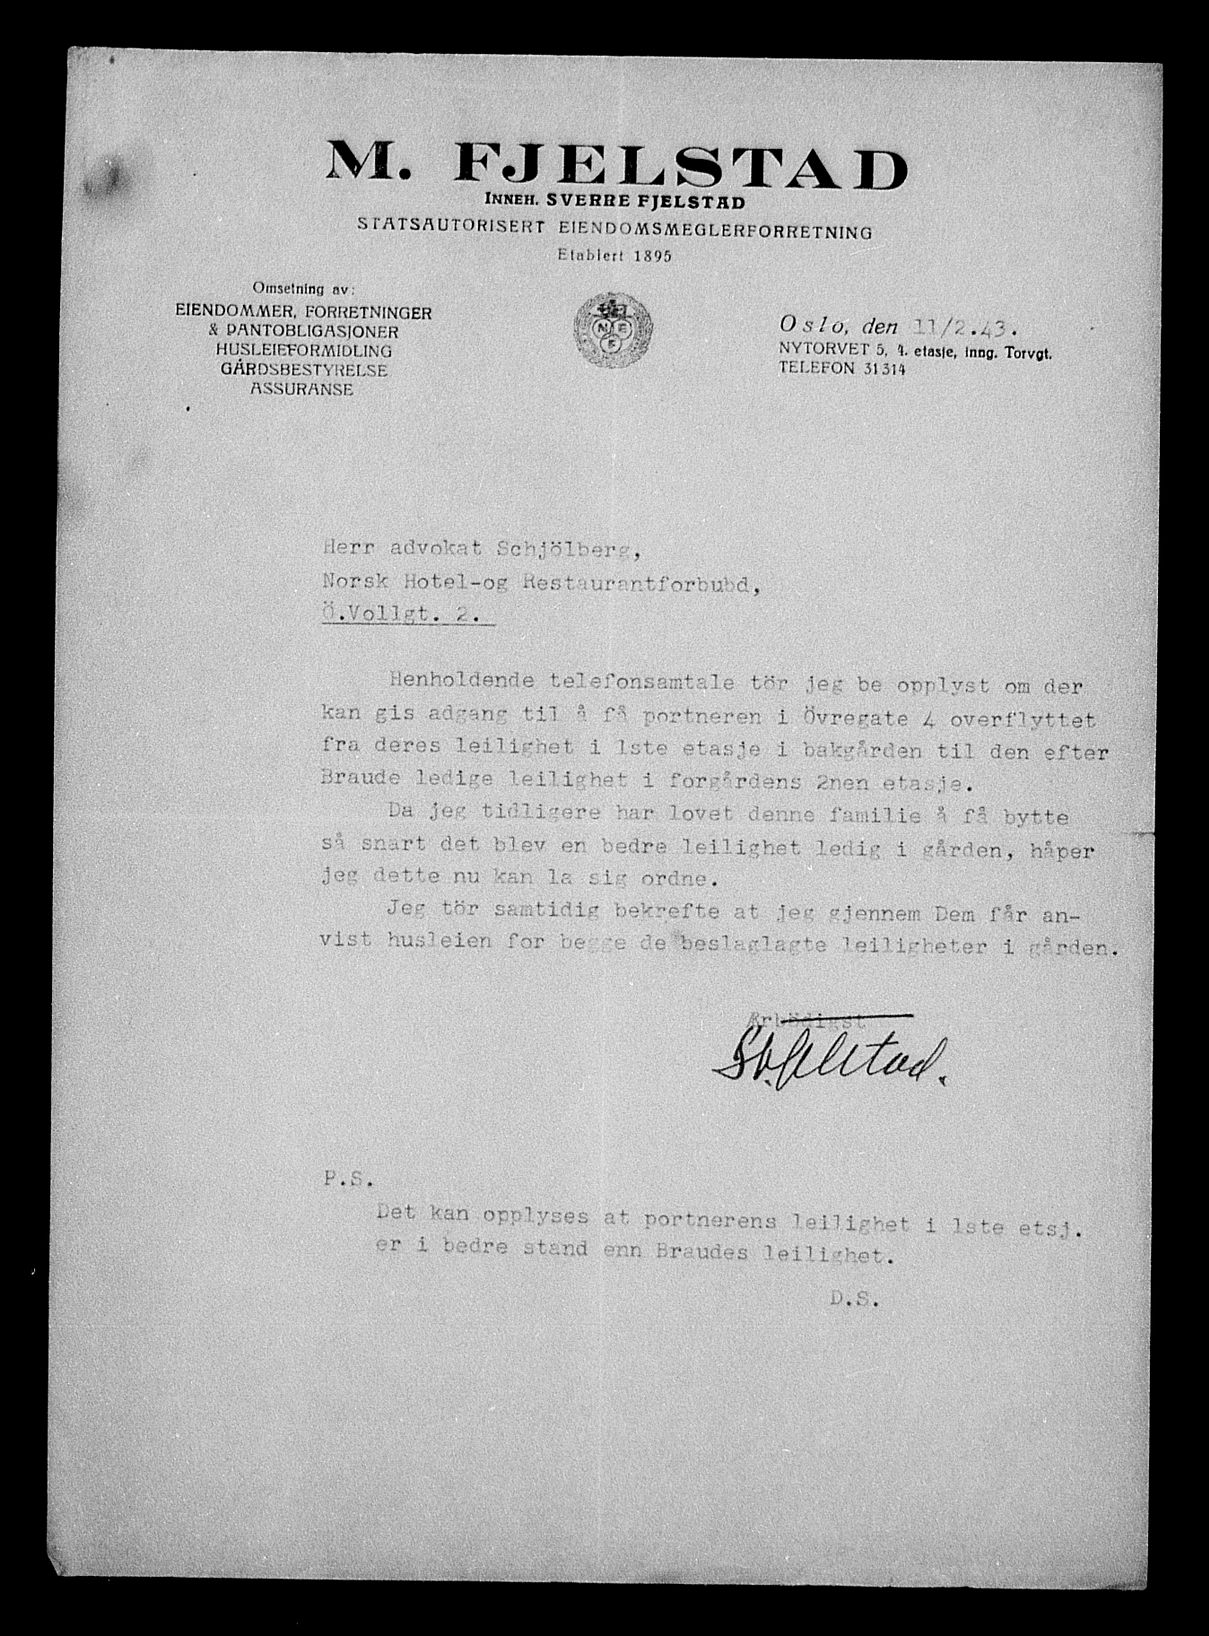 M. FJELSTAD
INNEH. SVERRE FJELSTAD
STATSAUTORISERT EIENDOMSMEGLERFORRETNING
Etablert 1895
Omsetning av:
EIENDOMMER, FORRETNINGER
& PANTOBLIGASJONER
HUSLEIEFORMIDLING
GÅRDSBESTYRELSE
ASSURANSE
N E
F
Oslo, den 11/2.43.
NYTORVET 5, 4. etasje, inng. Torvgt.
TELEFON 31314
Herr advokat Schjölberg,
Norsk Hotel-og Restaurantforbubd,
Ö.Vollgt. 2.
Henholdende telefonsamtale tör jeg be opplyst om der
kan gis adgang til å få portneren i Övregate 4 overflyttet
fra deres leilighet i 1ste etasje i bakgården til den efter
Braude ledige leilighet i forgårdens 2nen etasje.
Da jeg tidligere har lovet denne familie å få bytte
så snart det blev en bedre leilighet ledig i gården, håper
jeg dette nu kan la sig ordne.
Jeg tör samtidig bekrefte at jeg gjennem Dem får an-
vist husleien for begge de beslaglagte leiligheter i gården.
Ærbödigst
Sv. Fjelstad.
P.S.
Det kan opplyses at portnerens leilighet i 1ste etsj.
er i bedre stand enn Braudes leilighet.
D.S.